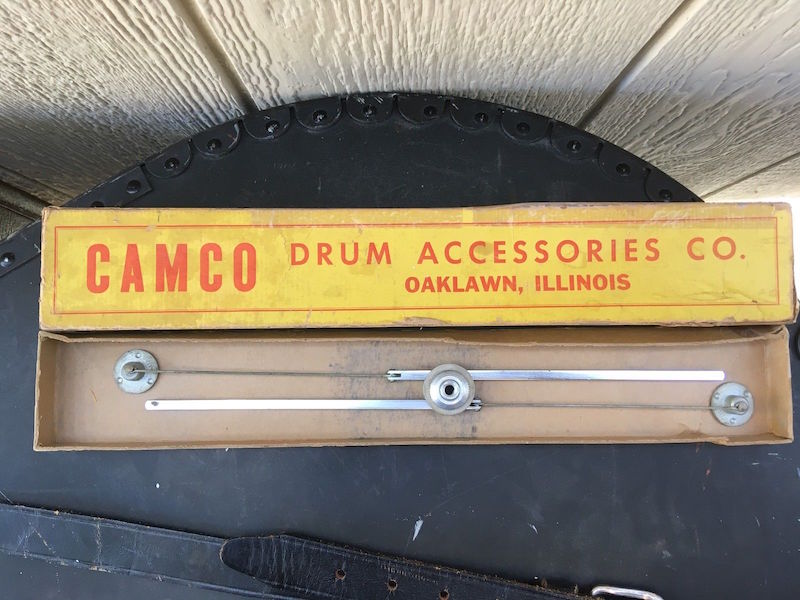 CAMCO DRUM ACCESSORIES CO.
OAKLAWN, ILLINOIS